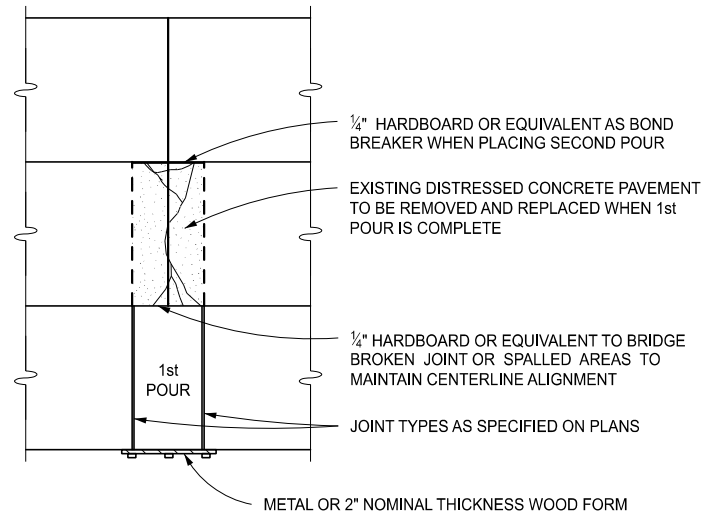 ¼" HARDBOARD OR EQUIVALENT AS BOND
BREAKER WHEN PLACING SECOND POUR
EXISTING DISTRESSED CONCRETE PAVEMENT
TO BE REMOVED AND REPLACED WHEN 1st
POUR IS COMPLETE
¼" HARDBOARD OR EQUIVALENT TO BRIDGE
BROKEN JOINT OR SPALLED AREAS TO
MAINTAIN CENTERLINE ALIGNMENT
1st
POUR
JOINT TYPES AS SPECIFIED ON PLANS
METAL OR 2" NOMINAL THICKNESS WOOD FORM